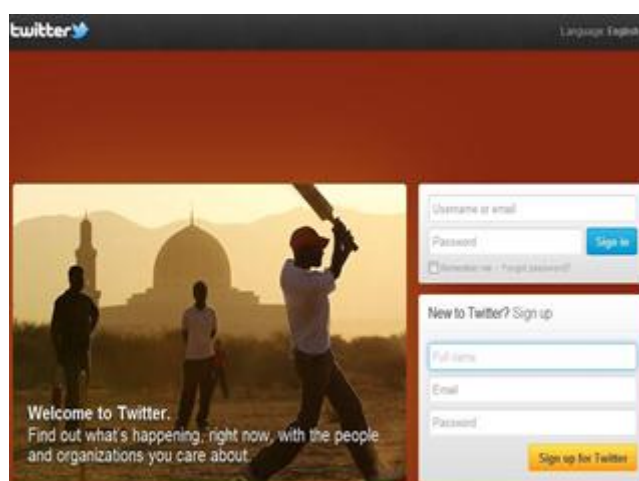 twitter
Language: English
Username or email
Password
Sign in
Remember me · Forgot password?
New to Twitter? Sign up
Full name
Email
Password
Sign up for Twitter
Welcome to Twitter.
Find out what's happening, right now, with the people
and organizations you care about.